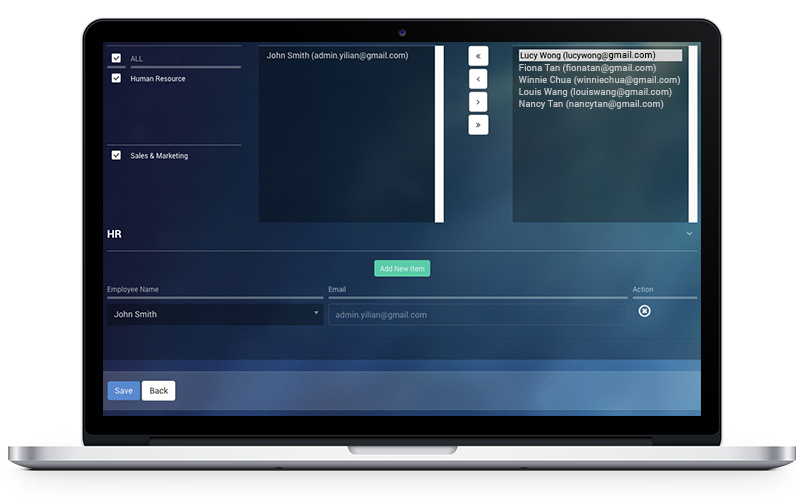 ALL
Human Resource
Sales & Marketing
John Smith (admin.yilian@gmail.com)
«
‹
›
»
Lucy Wong (lucywong@gmail.com)
Fiona Tan (fionatan@gmail.com)
Winnie Chua (winniechua@gmail.com)
Louis Wang (louiswang@gmail.com)
Nancy Tan (nancytan@gmail.com)
HR
Add New Item
Employee Name Email Action
John Smith admin.yilian@gmail.com
Save Back